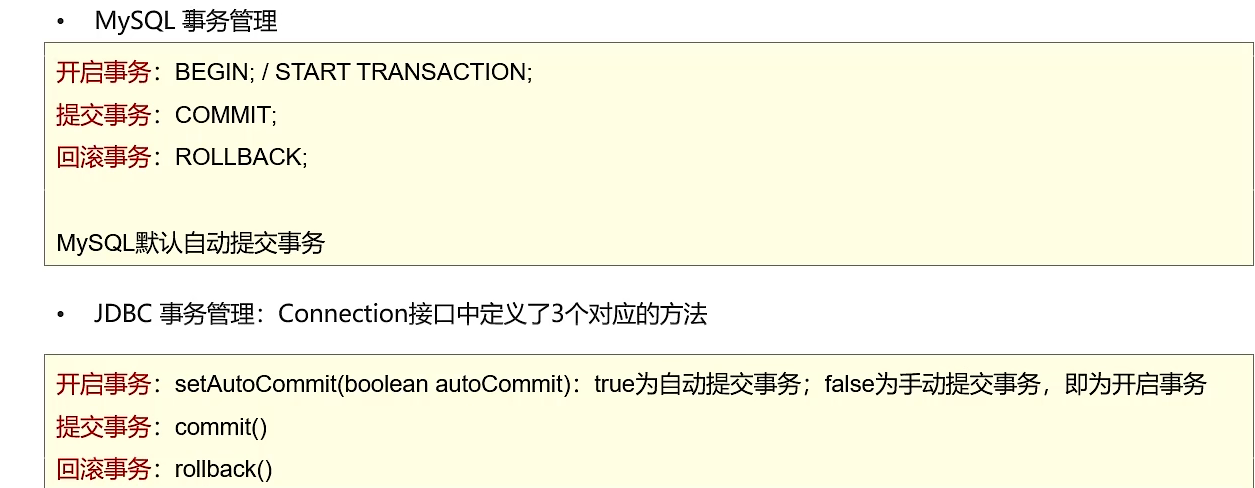 • MySQL 事务管理
开启事务：BEGIN; / START TRANSACTION;
提交事务：COMMIT;
回滚事务：ROLLBACK;
MySQL默认自动提交事务
• JDBC 事务管理：Connection接口中定义了3个对应的方法
开启事务：setAutoCommit(boolean autoCommit)：true为自动提交事务；false为手动提交事务，即为开启事务
提交事务：commit()
回滚事务：rollback()